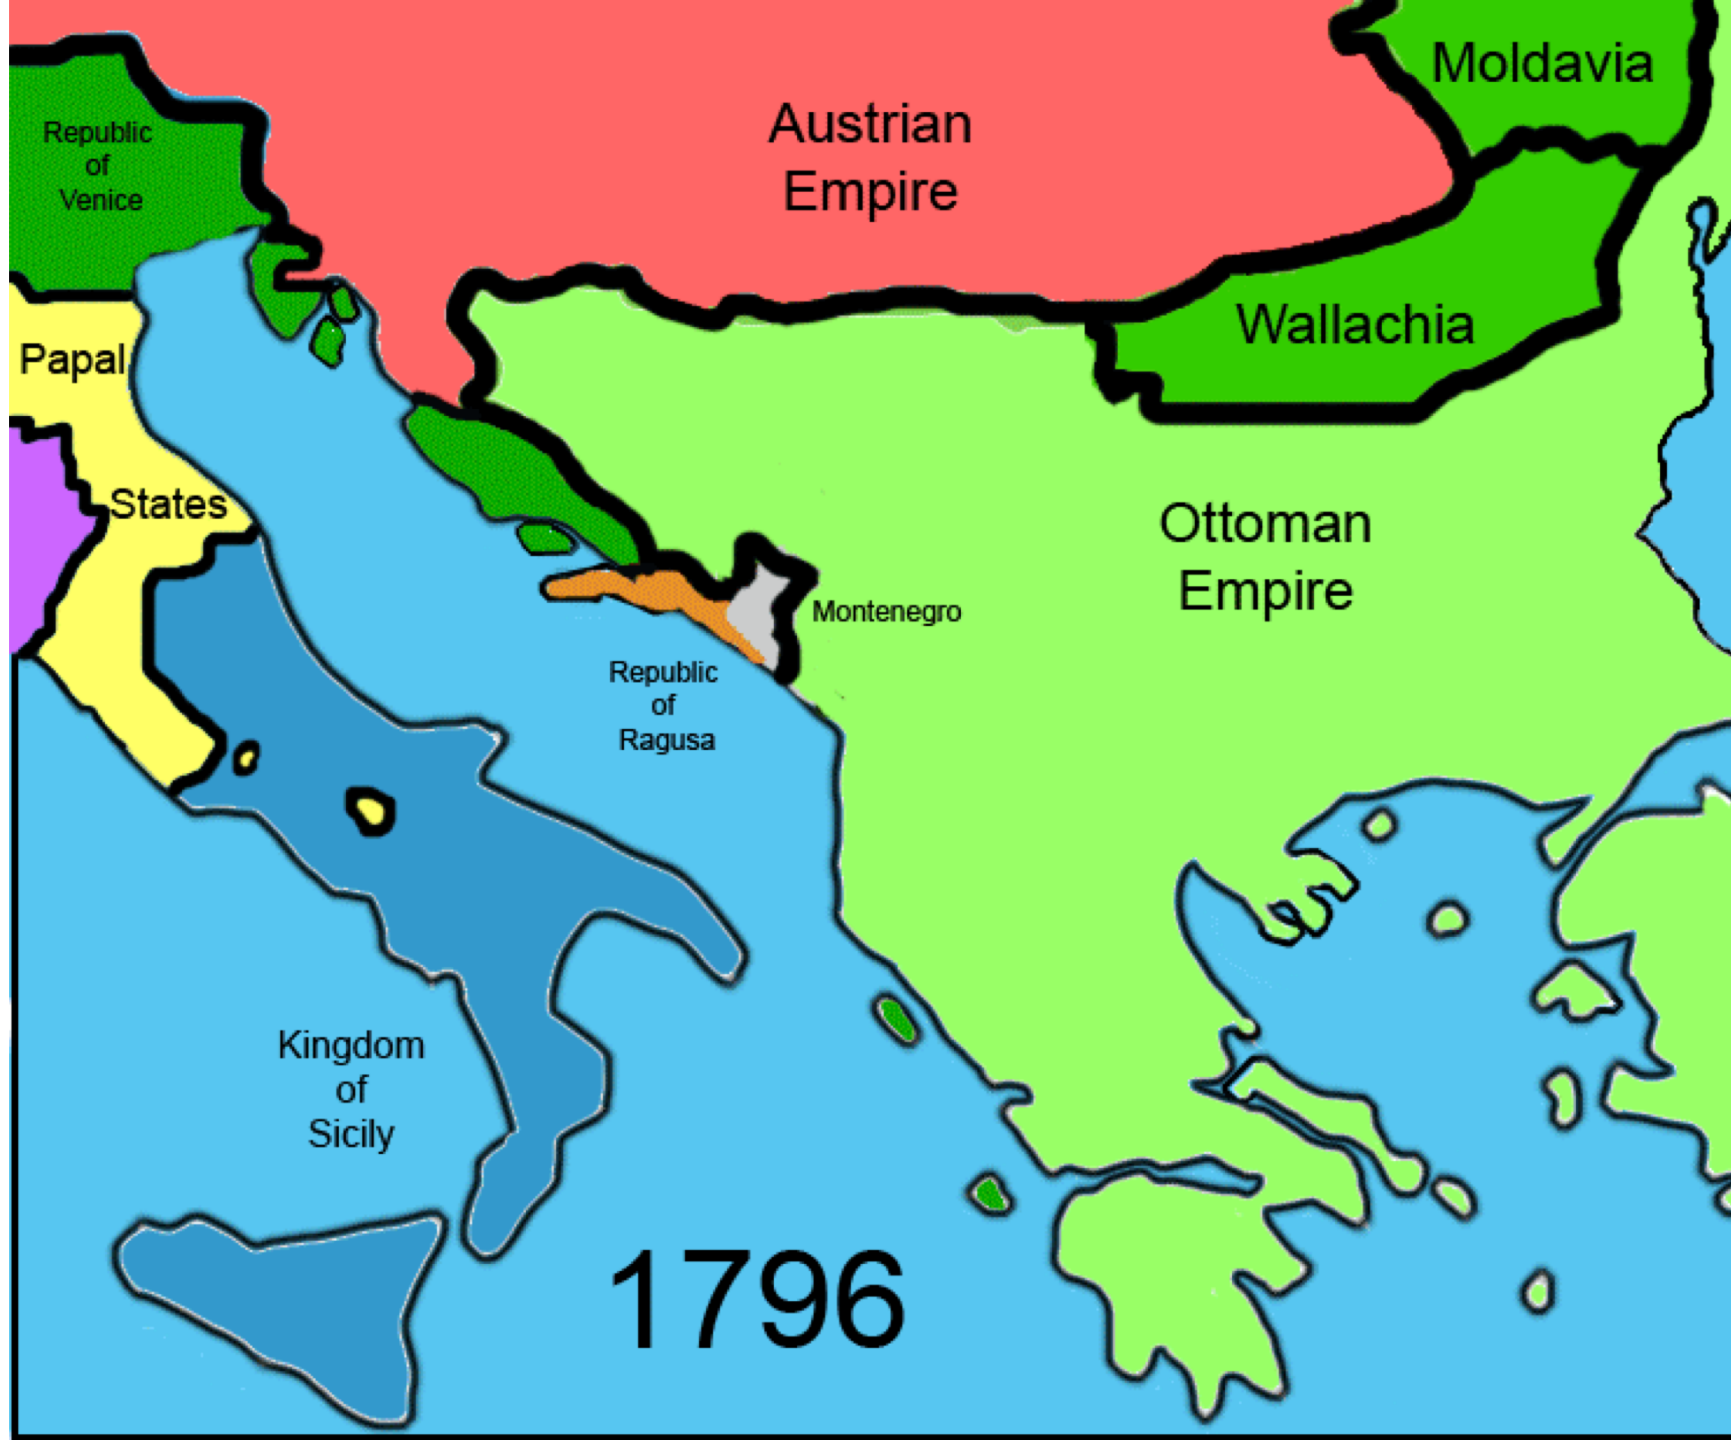 Moldavia
Austrian
Empire
Republic
of
Venice
Wallachia
Papal
States
Ottoman
Empire
Montenegro
Republic
of
Ragusa
Kingdom
of
Sicily
1796